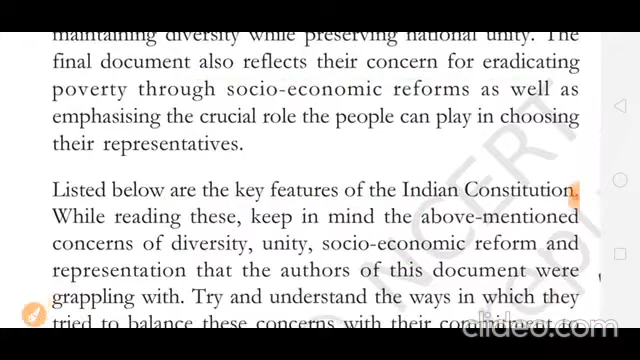 maintaining diversity while preserving national unity. The
final document also reflects their concern for eradicating
poverty through socio-economic reforms as well as
emphasising the crucial role the people can play in choosing
their representatives.
Listed below are the key features of the Indian Constitution.
While reading these, keep in mind the above-mentioned
concerns of diversity, unity, socio-economic reform and
representation that the authors of this document were
grappling with. Try and understand the ways in which they
tried to balance these concerns with their commitment to
NCERT
clideo.com